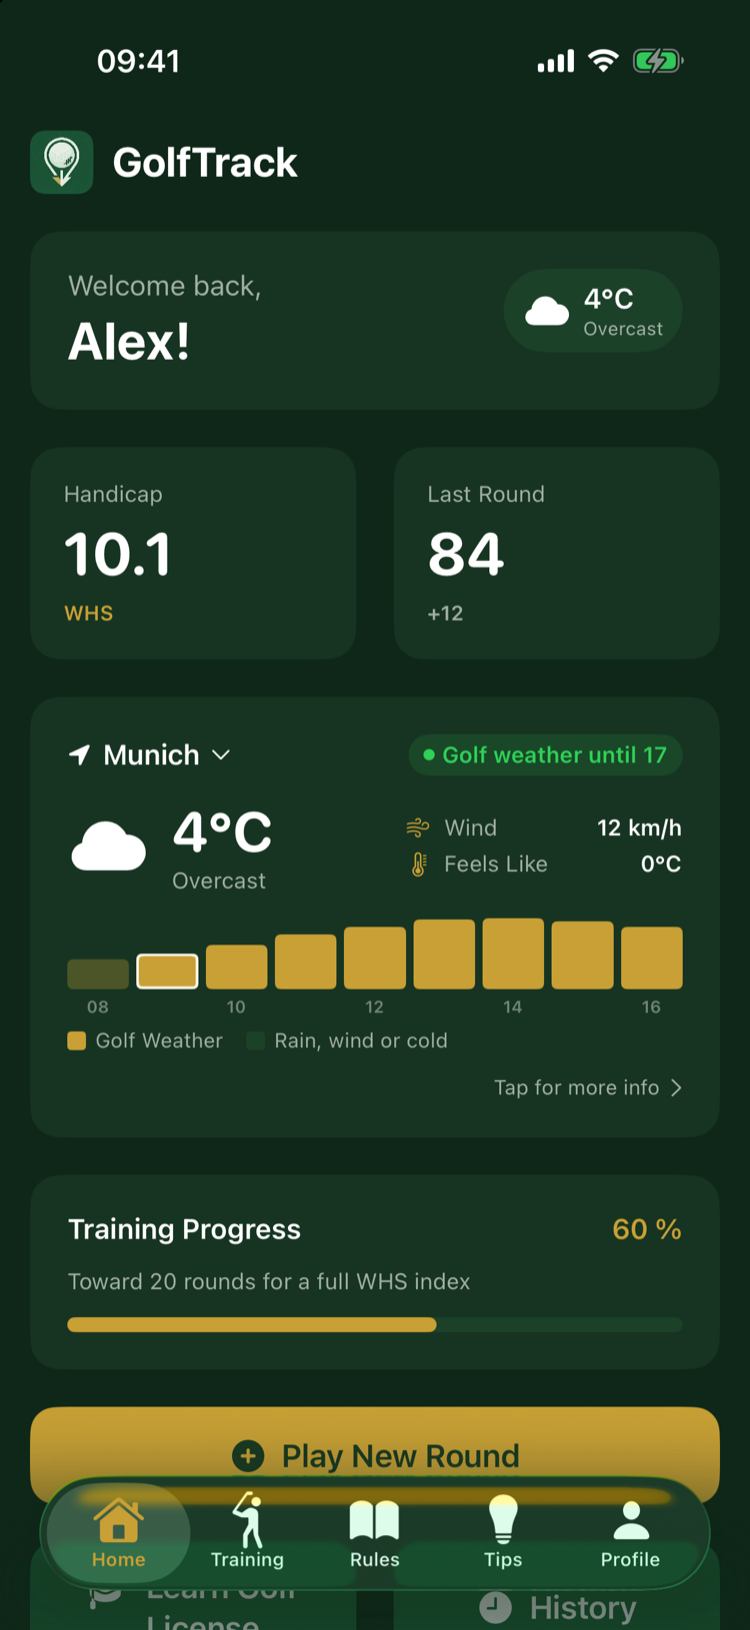 09:41
GolfTrack
Welcome back,
Alex!
4°C
Overcast
Handicap
10.1
WHS
Last Round
84
+12
Munich
Golf weather until 17
4°C
Overcast
Wind 12 km/h
Feels Like 0°C
08 10 12 14 16
Golf Weather Rain, wind or cold
Tap for more info
Training Progress 60 %
Toward 20 rounds for a full WHS index
Play New Round
Home Training Rules Tips Profile
Learn Golf
License
History